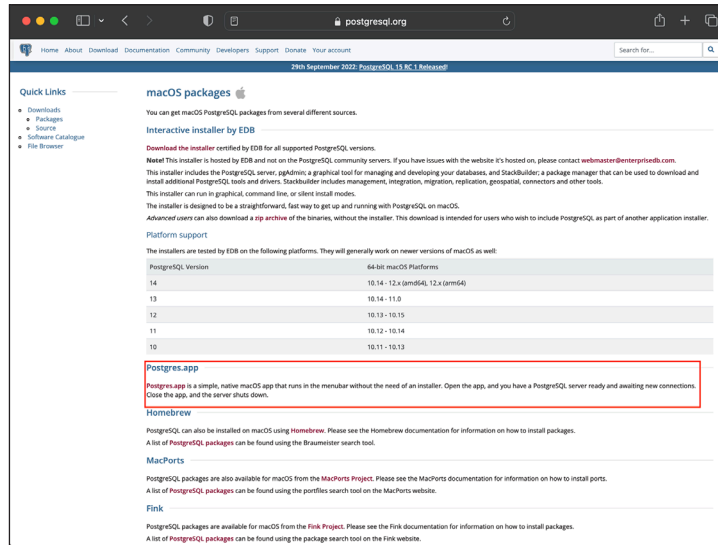 postgresql.org
Home About Download Documentation Community Developers Support Donate Your account
Search for...
29th September 2022: PostgreSQL 15 RC 1 Released!
Quick Links
Downloads
Packages
Source
Software Catalogue
File Browser
macOS packages
You can get macOS PostgreSQL packages from several different sources.
Interactive installer by EDB
Download the installer certified by EDB for all supported PostgreSQL versions.
Note! This installer is hosted by EDB and not on the PostgreSQL community servers. If you have issues with the website it's hosted on, please contact webmaster@enterprisedb.com.
This installer includes the PostgreSQL server, pgAdmin; a graphical tool for managing and developing your databases, and StackBuilder; a package manager that can be used to download and
install additional PostgreSQL tools and drivers. Stackbuilder includes management, integration, migration, replication, geospatial, connectors and other tools.
This installer can run in graphical, command line, or silent install modes.
The installer is designed to be a straightforward, fast way to get up and running with PostgreSQL on macOS.
Advanced users can also download a zip archive of the binaries, without the installer. This download is intended for users who wish to include PostgreSQL as part of another application installer.
Platform support
The installers are tested by EDB on the following platforms. They will generally work on newer versions of macOS as well:
PostgreSQL Version 64-bit macOS Platforms
14 10.14 - 12.x (amd64), 12.x (arm64)
13 10.14 - 11.0
12 10.13 - 10.15
11 10.12 - 10.14
10 10.11 - 10.13
Postgres.app
Postgres.app is a simple, native macOS app that runs in the menubar without the need of an installer. Open the app, and you have a PostgreSQL server ready and awaiting new connections.
Close the app, and the server shuts down.
Homebrew
PostgreSQL can also be installed on macOS using Homebrew. Please see the Homebrew documentation for information on how to install packages.
A list of PostgreSQL packages can be found using the Braumeister search tool.
MacPorts
PostgreSQL packages are also available for macOS from the MacPorts Project. Please see the MacPorts documentation for information on how to install ports.
A list of PostgreSQL packages can be found using the portfiles search tool on the MacPorts website.
Fink
PostgreSQL packages are available for macOS from the Fink Project. Please see the Fink documentation for information on how to install packages.
A list of PostgreSQL packages can be found using the package search tool on the Fink website.